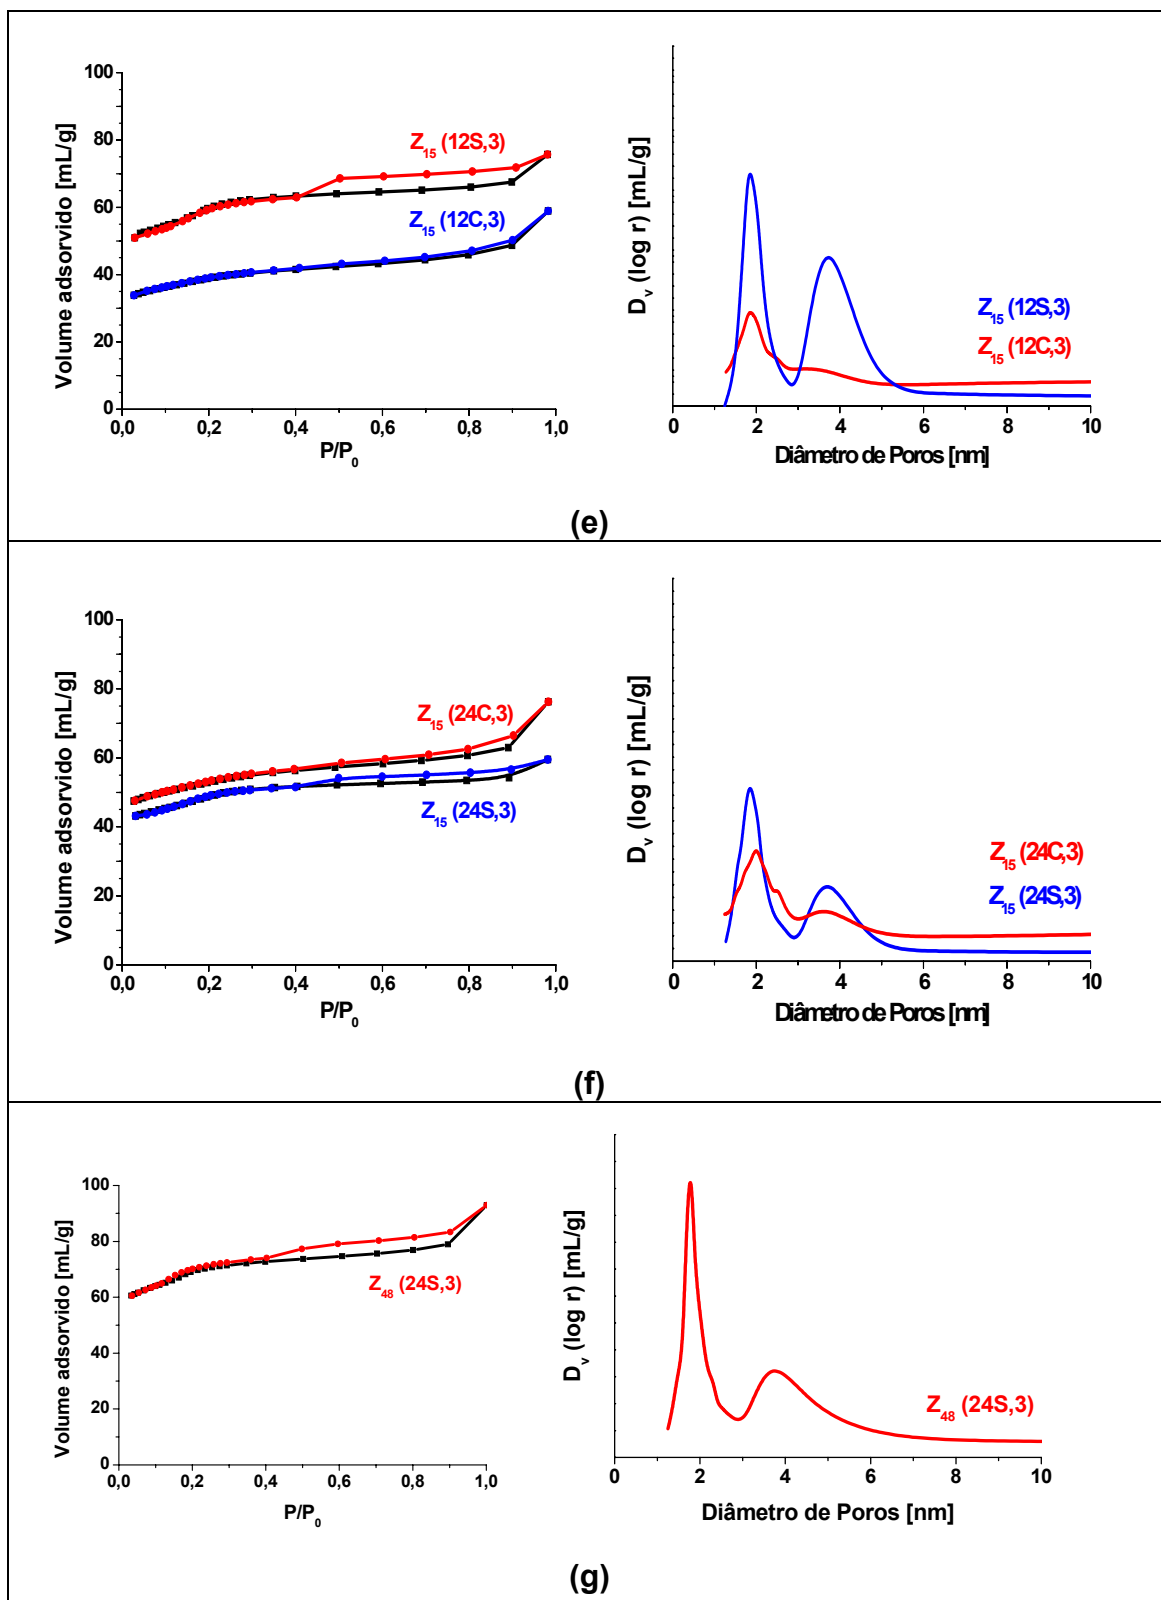 Volume adsorvido [mL/g]
100
80
60
40
20
0
0,0 0,2 0,4 0,6 0,8 1,0
P/P0
Z15 (12S,3)
Z15 (12C,3)
Dv (log r) [mL/g]
Z15 (12S,3)
Z15 (12C,3)
0 2 4 6 8 10
Diâmetro de Poros [nm]
(e)
Volume adsorvido [mL/g]
100
80
60
40
20
0
0,0 0,2 0,4 0,6 0,8 1,0
P/P0
Z15 (24C,3)
Z15 (24S,3)
Dv (log r) [mL/g]
Z15 (24C,3)
Z15 (24S,3)
0 2 4 6 8 10
Diâmetro de Poros [nm]
(f)
Volume adsorvido [mL/g]
100
80
60
40
20
0
0,0 0,2 0,4 0,6 0,8 1,0
P/P0
Z48 (24S,3)
Dv (log r) [mL/g]
Z48 (24S,3)
0 2 4 6 8 10
Diâmetro de Poros [nm]
(g)